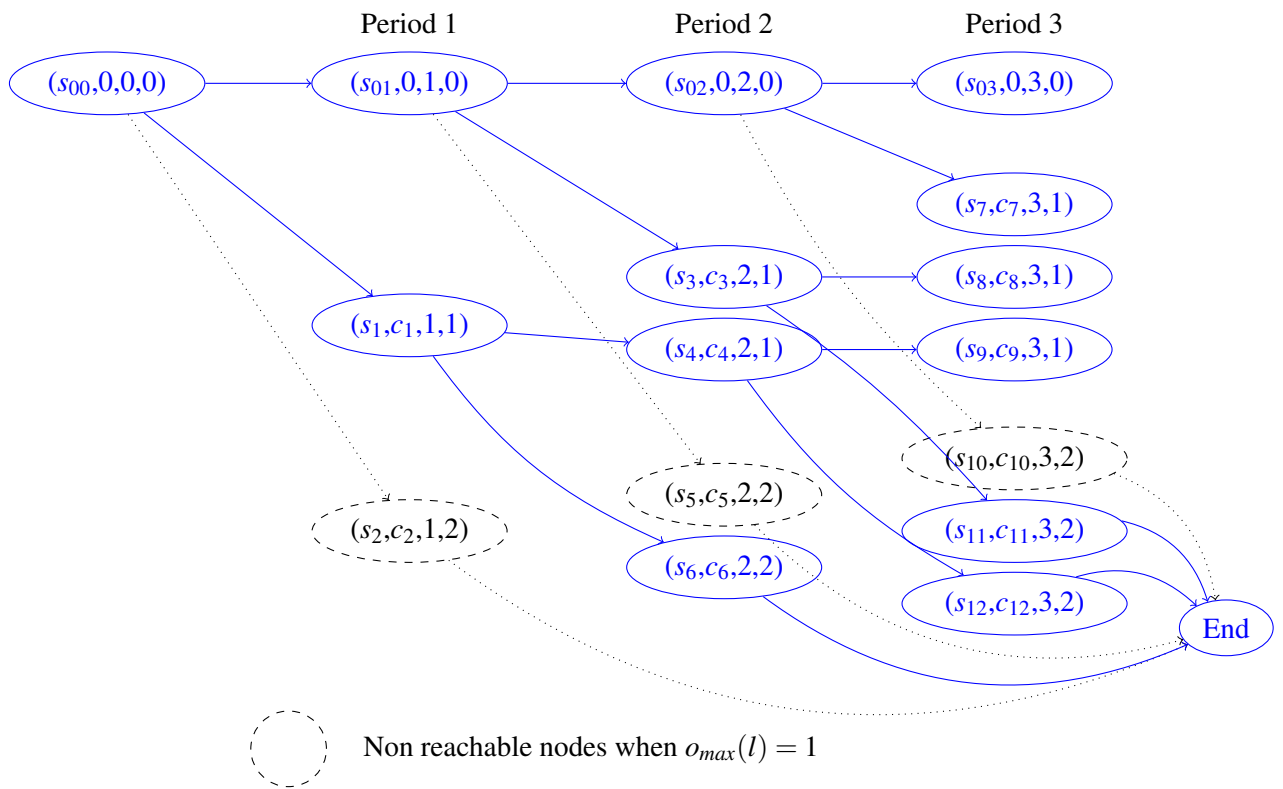 Period 1 Period 2 Period 3
(s₀₀,0,0,0) (s₀₁,0,1,0) (s₀₂,0,2,0) (s₀₃,0,3,0)
(s₇,c₇,3,1)
(s₃,c₃,2,1) (s₈,c₈,3,1)
(s₁,c₁,1,1) (s₄,c₄,2,1) (s₉,c₉,3,1)
(s₁₀,c₁₀,3,2)
(s₅,c₅,2,2)
(s₂,c₂,1,2) (s₁₁,c₁₁,3,2)
(s₆,c₆,2,2)
(s₁₂,c₁₂,3,2)
End
Non reachable nodes when oₘₐₓ(l) = 1